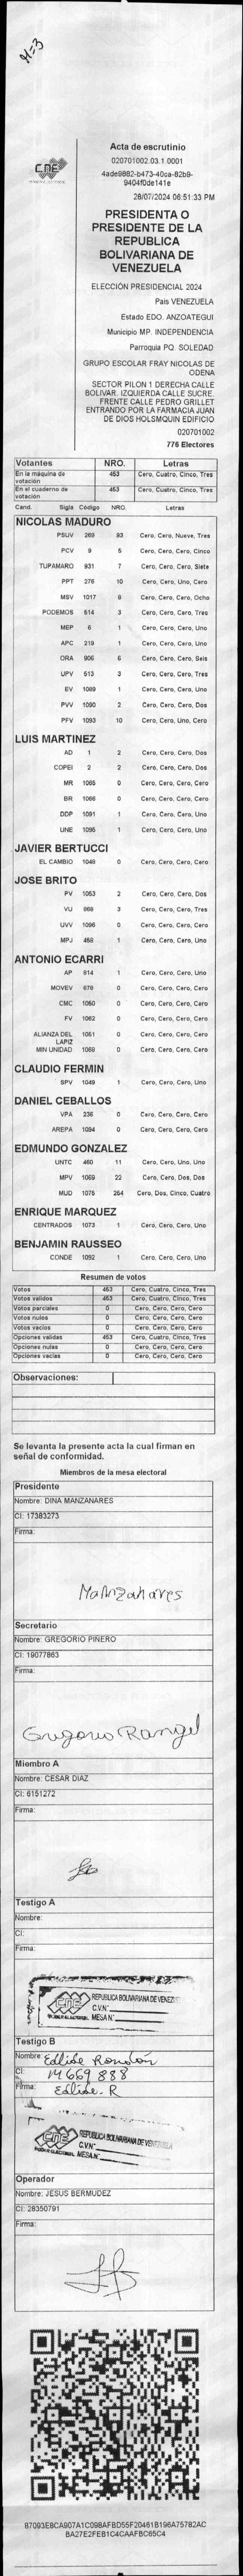 M=3
CNE
Acta de escrutinio
020701002.03.1.0001
4ade9882-b473-40ca-82b9-
9404f0de141e
28/07/2024 06:51:33 PM
PRESIDENTA O
PRESIDENTE DE LA
REPUBLICA
BOLIVARIANA DE
VENEZUELA
ELECCIÓN PRESIDENCIAL 2024
Pais VENEZUELA
Estado EDO. ANZOATEGUI
Municipio MP. INDEPENDENCIA
Parroquia PQ. SOLEDAD
GRUPO ESCOLAR FRAY NICOLAS DE
ODENA
SECTOR PILON 1 DERECHA CALLE
BOLIVAR. IZQUIERDA CALLE SUCRE.
FRENTE CALLE PEDRO GRILLET
ENTRANDO POR LA FARMACIA JUAN
DE DIOS HOLSMQUIN EDIFICIO
020701002
776 Electores
Votantes NRO. Letras
En la maquina de votación 453 Cero, Cuatro, Cinco, Tres
En el cuaderno de votación 453 Cero, Cuatro, Cinco, Tres
Cand. Sigla Código NRO. Letras
NICOLAS MADURO
PSUV 269 93 Cero, Cero, Nueve, Tres
PCV 9 5 Cero, Cero, Cero, Cinco
TUPAMARO 931 7 Cero, Cero, Cero, Siete
PPT 276 10 Cero, Cero, Uno, Cero
MSV 1017 8 Cero, Cero, Cero, Ocho
PODEMOS 514 3 Cero, Cero, Cero, Tres
MEP 6 1 Cero, Cero, Cero, Uno
APC 219 1 Cero, Cero, Cero, Uno
ORA 906 6 Cero, Cero, Cero, Seis
UPV 513 3 Cero, Cero, Cero, Tres
EV 1089 1 Cero, Cero, Cero, Uno
PVV 1090 2 Cero, Cero, Cero, Dos
PFV 1093 10 Cero, Cero, Uno, Cero
LUIS MARTINEZ
AD 1 2 Cero, Cero, Cero, Dos
COPEI 2 2 Cero, Cero, Cero, Dos
MR 1065 0 Cero, Cero, Cero, Cero
BR 1066 0 Cero, Cero, Cero, Cero
DDP 1091 1 Cero, Cero, Cero, Uno
UNE 1095 1 Cero, Cero, Cero, Uno
JAVIER BERTUCCI
EL CAMBIO 1048 0 Cero, Cero, Cero, Cero
JOSE BRITO
PV 1053 2 Cero, Cero, Cero, Dos
VU 868 3 Cero, Cero, Cero, Tres
UVV 1096 0 Cero, Cero, Cero, Cero
MPJ 458 1 Cero, Cero, Cero, Uno
ANTONIO ECARRI
AP 814 1 Cero, Cero, Cero, Uno
MOVEV 678 0 Cero, Cero, Cero, Cero
CMC 1050 0 Cero, Cero, Cero, Cero
FV 1062 0 Cero, Cero, Cero, Cero
ALIANZA DEL LAPIZ 1051 0 Cero, Cero, Cero, Cero
MIN UNIDAD 1068 0 Cero, Cero, Cero, Cero
CLAUDIO FERMIN
SPV 1049 1 Cero, Cero, Cero, Uno
DANIEL CEBALLOS
VPA 236 0 Cero, Cero, Cero, Cero
AREPA 1094 0 Cero, Cero, Cero, Cero
EDMUNDO GONZALEZ
UNTC 460 11 Cero, Cero, Uno, Uno
MPV 1069 22 Cero, Cero, Dos, Dos
MUD 1075 254 Cero, Dos, Cinco, Cuatro
ENRIQUE MARQUEZ
CENTRADOS 1073 1 Cero, Cero, Cero, Uno
BENJAMIN RAUSSEO
CONDE 1092 1 Cero, Cero, Cero, Uno
Resumen de votos
Votos 453 Cero, Cuatro, Cinco, Tres
Votos validos 453 Cero, Cuatro, Cinco, Tres
Votos parciales 0 Cero, Cero, Cero, Cero
Votos nulos 0 Cero, Cero, Cero, Cero
Votos vacios 0 Cero, Cero, Cero, Cero
Opciones validas 453 Cero, Cuatro, Cinco, Tres
Opciones nulas 0 Cero, Cero, Cero, Cero
Opciones vacias 0 Cero, Cero, Cero, Cero
Observaciones:
Se levanta la presente acta la cual firman en
señal de conformidad.
Miembros de la mesa electoral
Presidente
Nombre: DINA MANZANARES
CI: 17383273
Firma:
Manzanares
Secretario
Nombre: GREGORIO PINERO
CI: 19077863
Firma:
Gregorio Rangel
Miembro A
Nombre: CESAR DIAZ
CI: 6151272
Firma:
Testigo A
Nombre:
CI:
Firma:
CNE REPUBLICA BOLIVARIANA DE VENEZ
C.V.N°
MESA N°
Testigo B
Nombre: Edlide Rondón
CI: 14669888
Firma: Edlide. R
CNE REPUBLICA BOLIVARIANA DE VENEZUELA
C.V.N°
MESA N°
Operador
Nombre: JESUS BERMUDEZ
CI: 28350791
Firma:
87093E8CA907A1C098AFBD55F20461B196A75782AC
BA27E2FEB1C4CAAFBC65C4